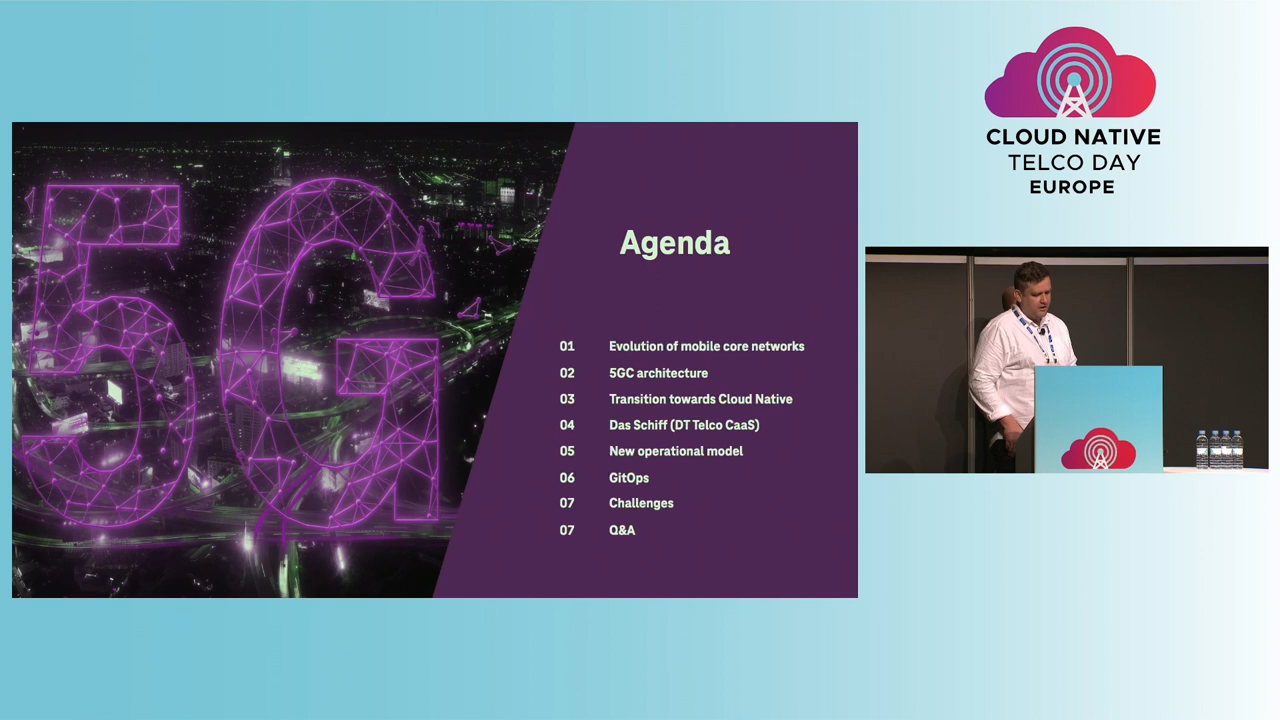 CLOUD NATIVE
TELCO DAY
EUROPE
5G
Agenda
01 Evolution of mobile core networks
02 5GC architecture
03 Transition towards Cloud Native
04 Das Schiff (DT Telco CaaS)
05 New operational model
06 GitOps
07 Challenges
07 Q&A